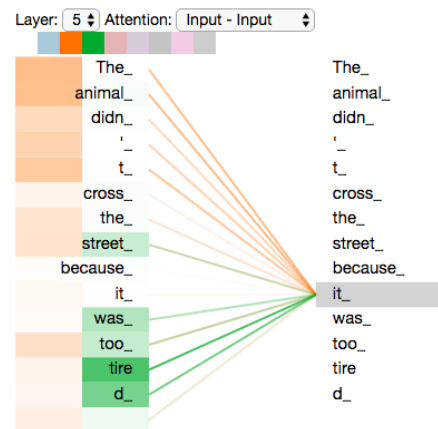 Layer: 5 Attention: Input - Input
The_ The_
animal_ animal_
didn_ didn_
'_ '_
t_ t_
cross_ cross_
the_ the_
street_ street_
because_ because_
it_ it_
was_ was_
too_ too_
tire tire
d_ d_